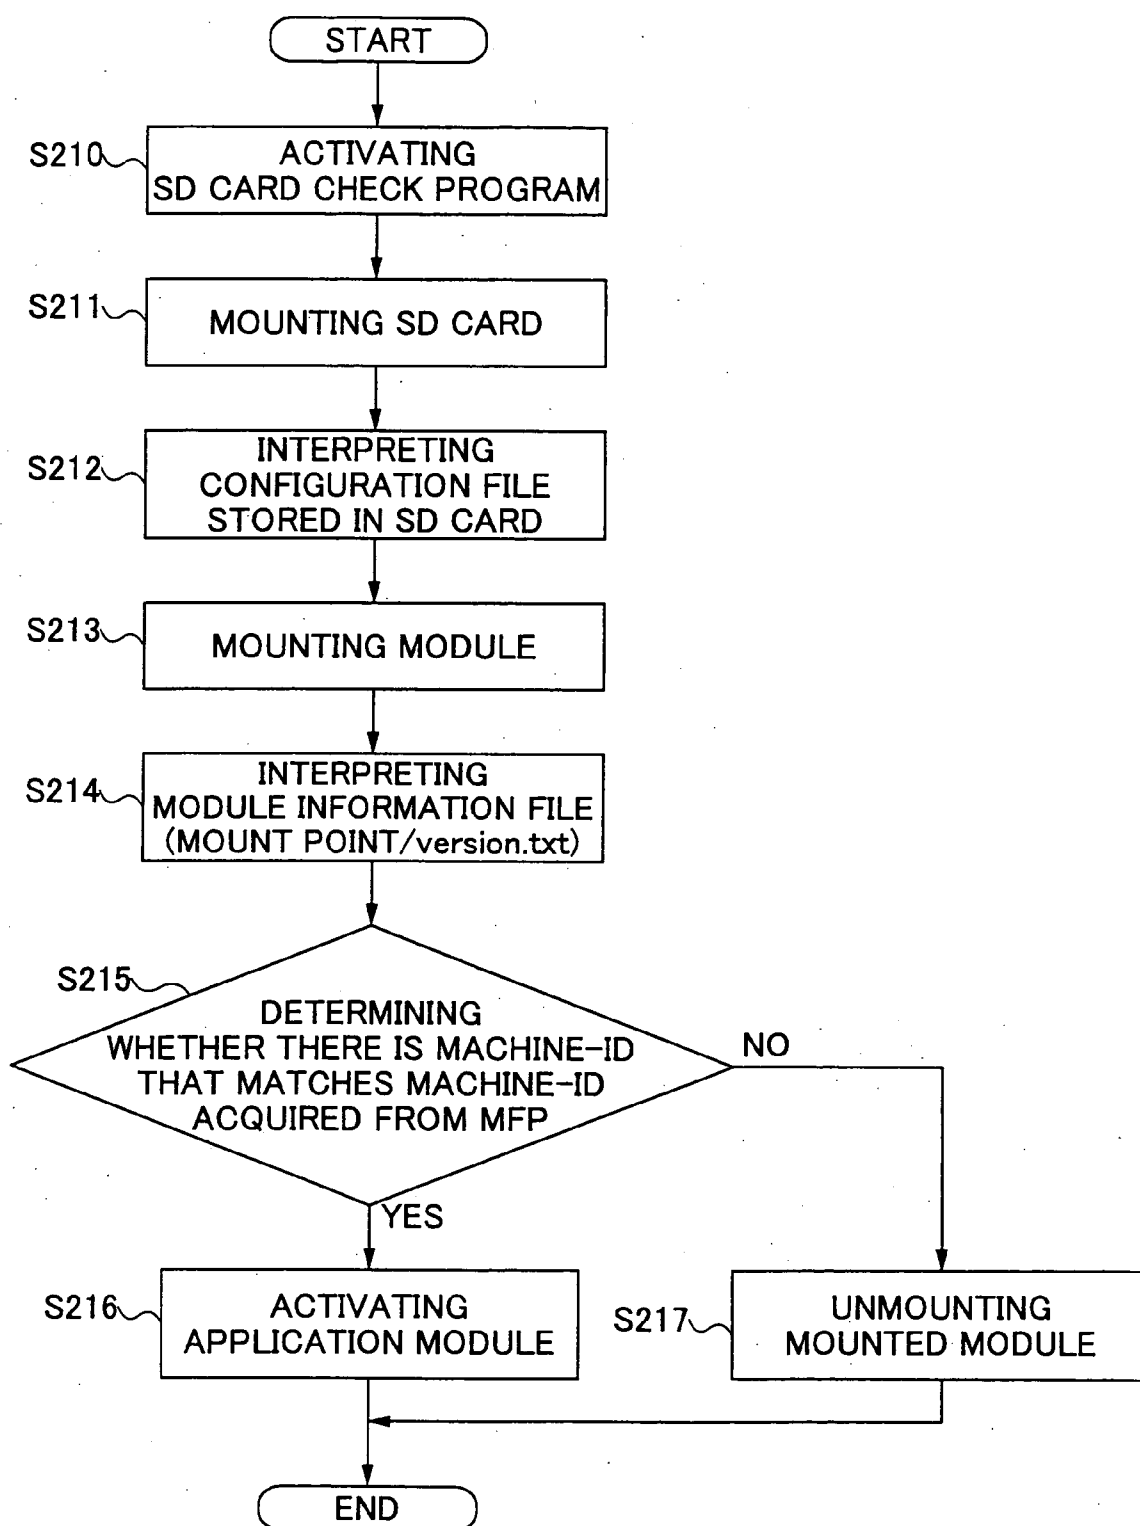 START
S210
ACTIVATING
SD CARD CHECK PROGRAM
S211
MOUNTING SD CARD
S212
INTERPRETING
CONFIGURATION FILE
STORED IN SD CARD
S213
MOUNTING MODULE
S214
INTERPRETING
MODULE INFORMATION FILE
(MOUNT POINT/version.txt)
S215
DETERMINING
WHETHER THERE IS MACHINE-ID
THAT MATCHES MACHINE-ID
ACQUIRED FROM MFP
NO
YES
S216
ACTIVATING
APPLICATION MODULE
S217
UNMOUNTING
MOUNTED MODULE
END